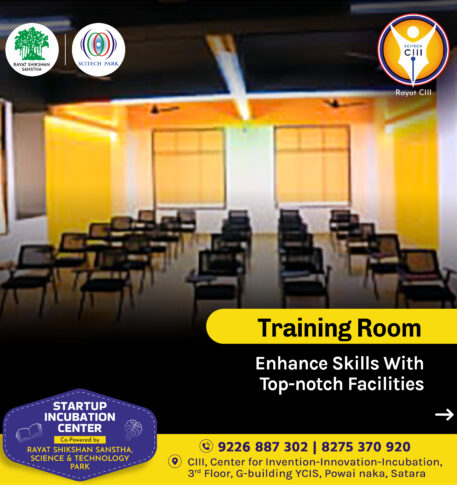 RAYAT SHIKSHAN
SANSTHA
SCITECH PARK
SCITECH
CIII
Rayat CIII
Training Room
Enhance Skills With
Top-notch Facilities
STARTUP
INCUBATION
CENTER
Co-Powered by
RAYAT SHIKSHAN SANSTHA,
SCIENCE & TECHNOLOGY
PARK
9226 887 302 | 8275 370 920
CIII, Center for Invention-Innovation-Incubation,
3rd Floor, G-building YCIS, Powai naka, Satara